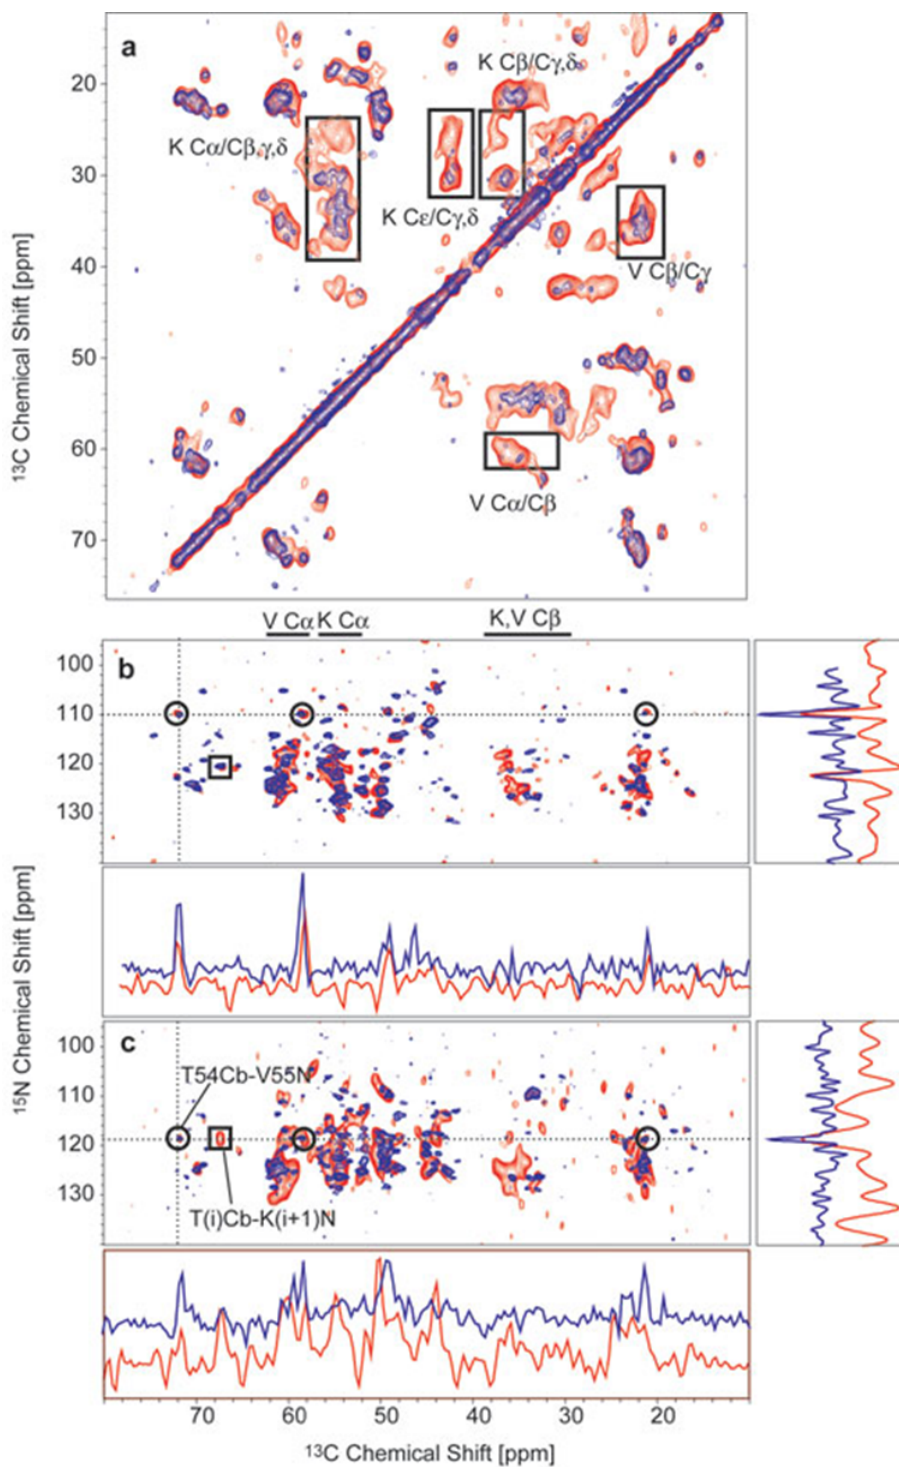 a
K Cβ/Cγ,δ
20
K Cα/Cβ,γ,δ
30
K Cε/Cγ,δ
40
V Cβ/Cγ
50
60
V Cα/Cβ
70
13C Chemical Shift [ppm]
V Cα K Cα
K,V Cβ
b
100
110
120
130
15N Chemical Shift [ppm]
c
100
T54Cb-V55N
110
120
130
T(i)Cb-K(i+1)N
70 60 50 40 30 20
13C Chemical Shift [ppm]